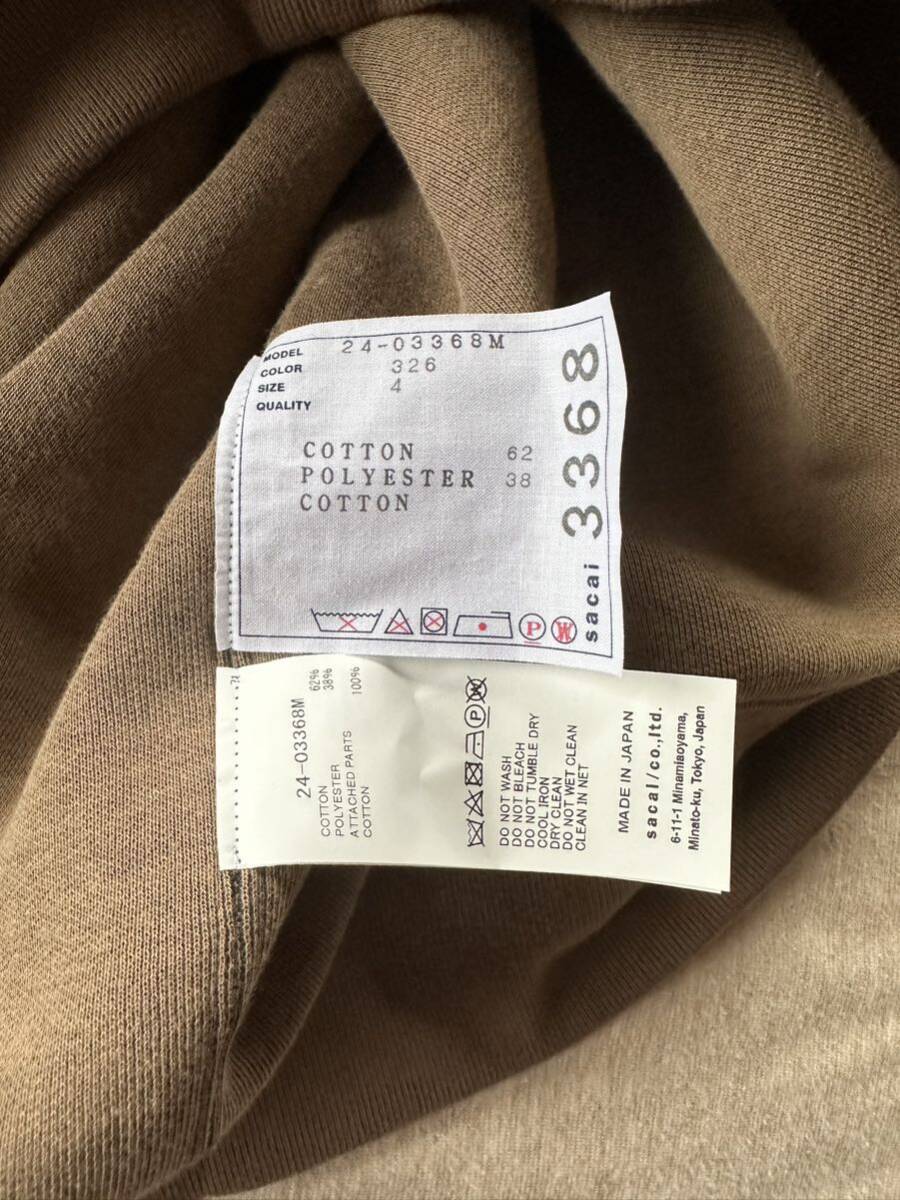 MODEL 24-03368M
COLOR 326
SIZE 4
QUALITY
COTTON 62
POLYESTER 38
COTTON
P W
sacai 3368
24-03368M
COTTON 62%
POLYESTER 38%
ATTACHED PARTS
COTTON 100%
P W
DO NOT WASH
DO NOT BLEACH
DO NOT TUMBLE DRY
COOL IRON
DRY CLEAN
DO NOT WET CLEAN
CLEAN IN NET
MADE IN JAPAN
sacai/co.,ltd.
6-11-1 Minamiaoyama,
Minato-ku, Tokyo, Japan